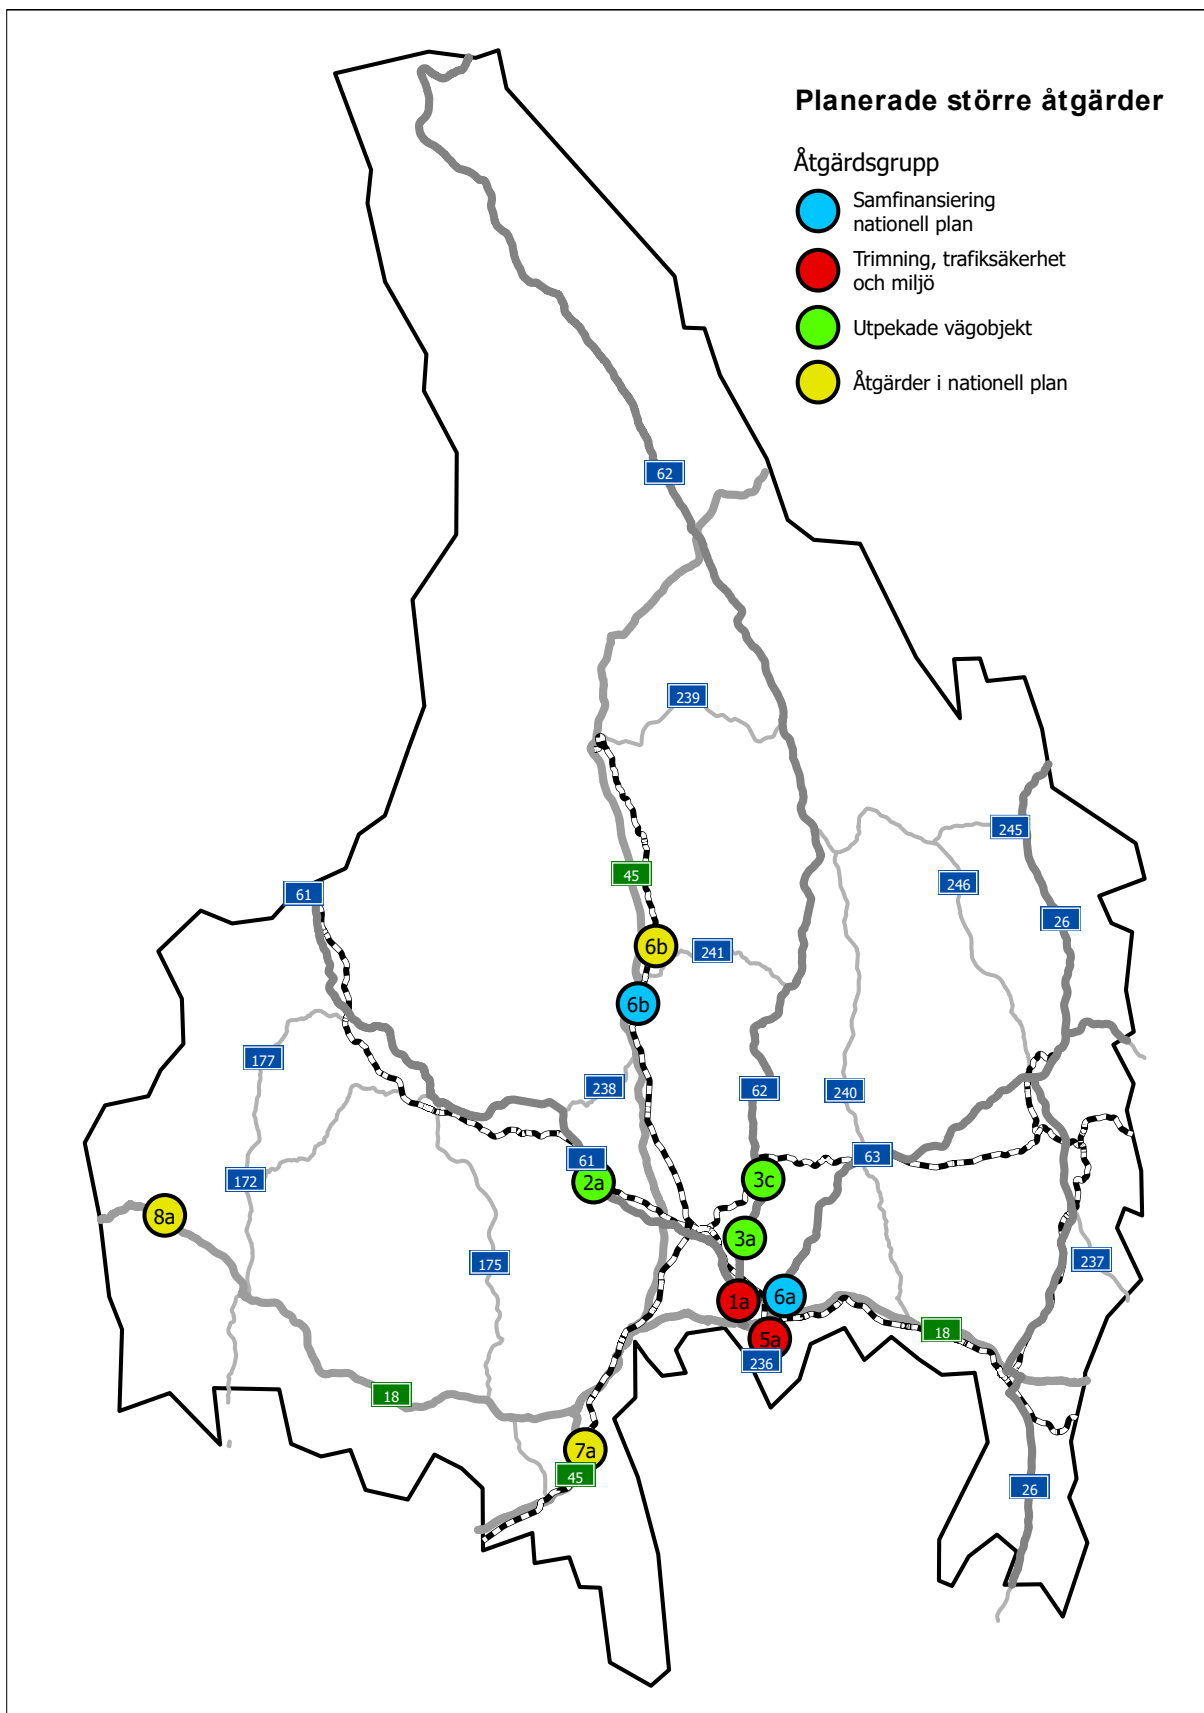 Planerade större åtgärder
Åtgärdsgrupp
Samfinansiering
nationell plan
Trimning, trafiksäkerhet
och miljö
Utpekade vägobjekt
Åtgärder i nationell plan
62
239
245
45
246
61
26
6b
241
6b
177
238
62
240
63
61
172
2a
3c
8a
3a
175
237
1a
6a
5a
18
236
18
7a
45
26